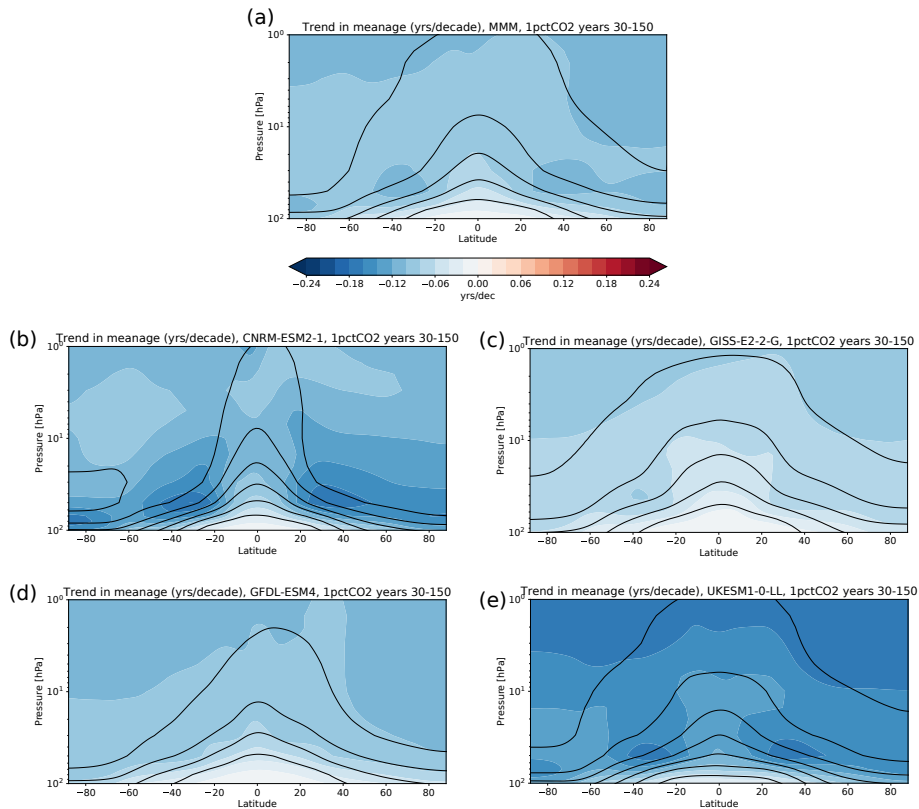 (a)
Trend in meanage (yrs/decade), MMM, 1pctCO2 years 30-150
10⁰
10¹
10²
Pressure [hPa]
−80 −60 −40 −20 0 20 40 60 80
Latitude
−0.24 −0.18 −0.12 −0.06 0.00 0.06 0.12 0.18 0.24
yrs/dec
(b)
Trend in meanage (yrs/decade), CNRM-ESM2-1, 1pctCO2 years 30-150
10⁰
10¹
10²
Pressure [hPa]
−80 −60 −40 −20 0 20 40 60 80
Latitude
(c)
Trend in meanage (yrs/decade), GISS-E2-2-G, 1pctCO2 years 30-150
10⁰
10¹
10²
Pressure [hPa]
−80 −60 −40 −20 0 20 40 60 80
Latitude
(d)
Trend in meanage (yrs/decade), GFDL-ESM4, 1pctCO2 years 30-150
10⁰
10¹
10²
Pressure [hPa]
−80 −60 −40 −20 0 20 40 60 80
Latitude
(e)
Trend in meanage (yrs/decade), UKESM1-0-LL, 1pctCO2 years 30-150
10⁰
10¹
10²
Pressure [hPa]
−80 −60 −40 −20 0 20 40 60 80
Latitude